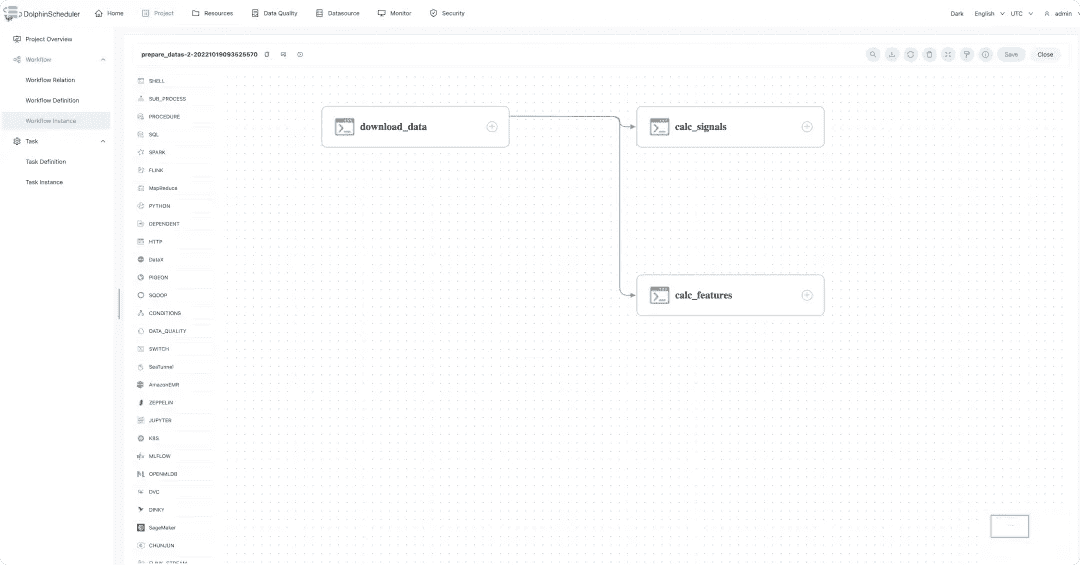 DolphinScheduler
Home
Project
Resources
Data Quality
Datasource
Monitor
Security
Dark
English
UTC
admin
Project Overview
Workflow
Workflow Relation
Workflow Definition
Workflow Instance
Task
Task Definition
Task Instance
prepare_datas-2-20221019093525570
Save
Close
SHELL
SUB_PROCESS
PROCEDURE
SQL
SPARK
FLINK
MapReduce
PYTHON
DEPENDENT
HTTP
DataX
PIGEON
SQOOP
CONDITIONS
DATA_QUALITY
SWITCH
SeaTunnel
AmazonEMR
ZEPPELIN
JUPYTER
K8S
MLFLOW
OPENMLDB
DVC
DINKY
SageMaker
CHUNJUN
download_data
calc_signals
calc_features